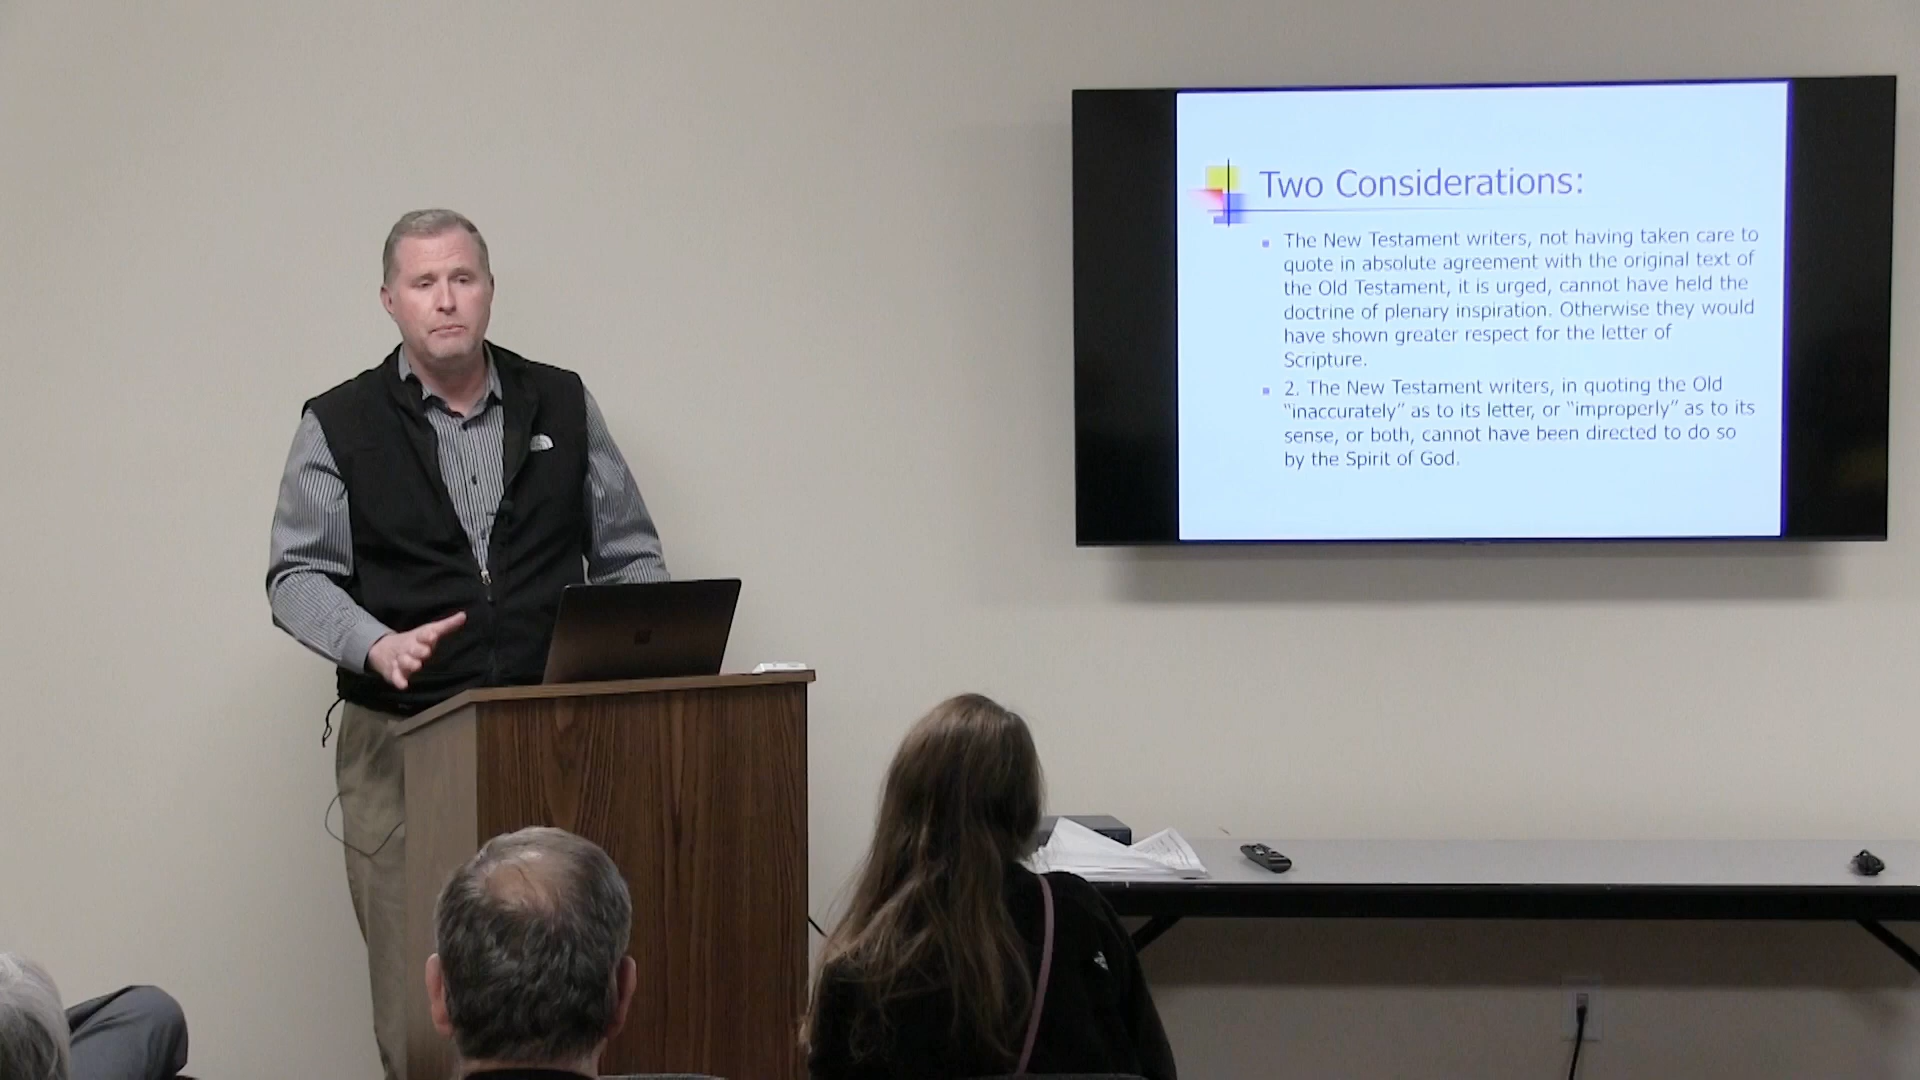 Two Considerations:
The New Testament writers, not having taken care to
quote in absolute agreement with the original text of
the Old Testament, it is urged, cannot have held the
doctrine of plenary inspiration. Otherwise they would
have shown greater respect for the letter of
Scripture.
2. The New Testament writers, in quoting the Old
“inaccurately” as to its letter, or “improperly” as to its
sense, or both, cannot have been directed to do so
by the Spirit of God.